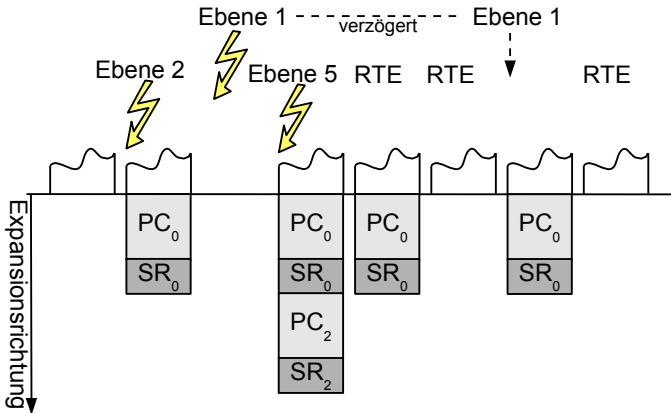 Ebene 1
verzögert
Ebene 1
Ebene 2
Ebene 5
RTE
RTE
RTE
Expansionsrichtung
PC0
PC0
PC0
PC0
SR0
SR0
SR0
SR0
PC2
SR2